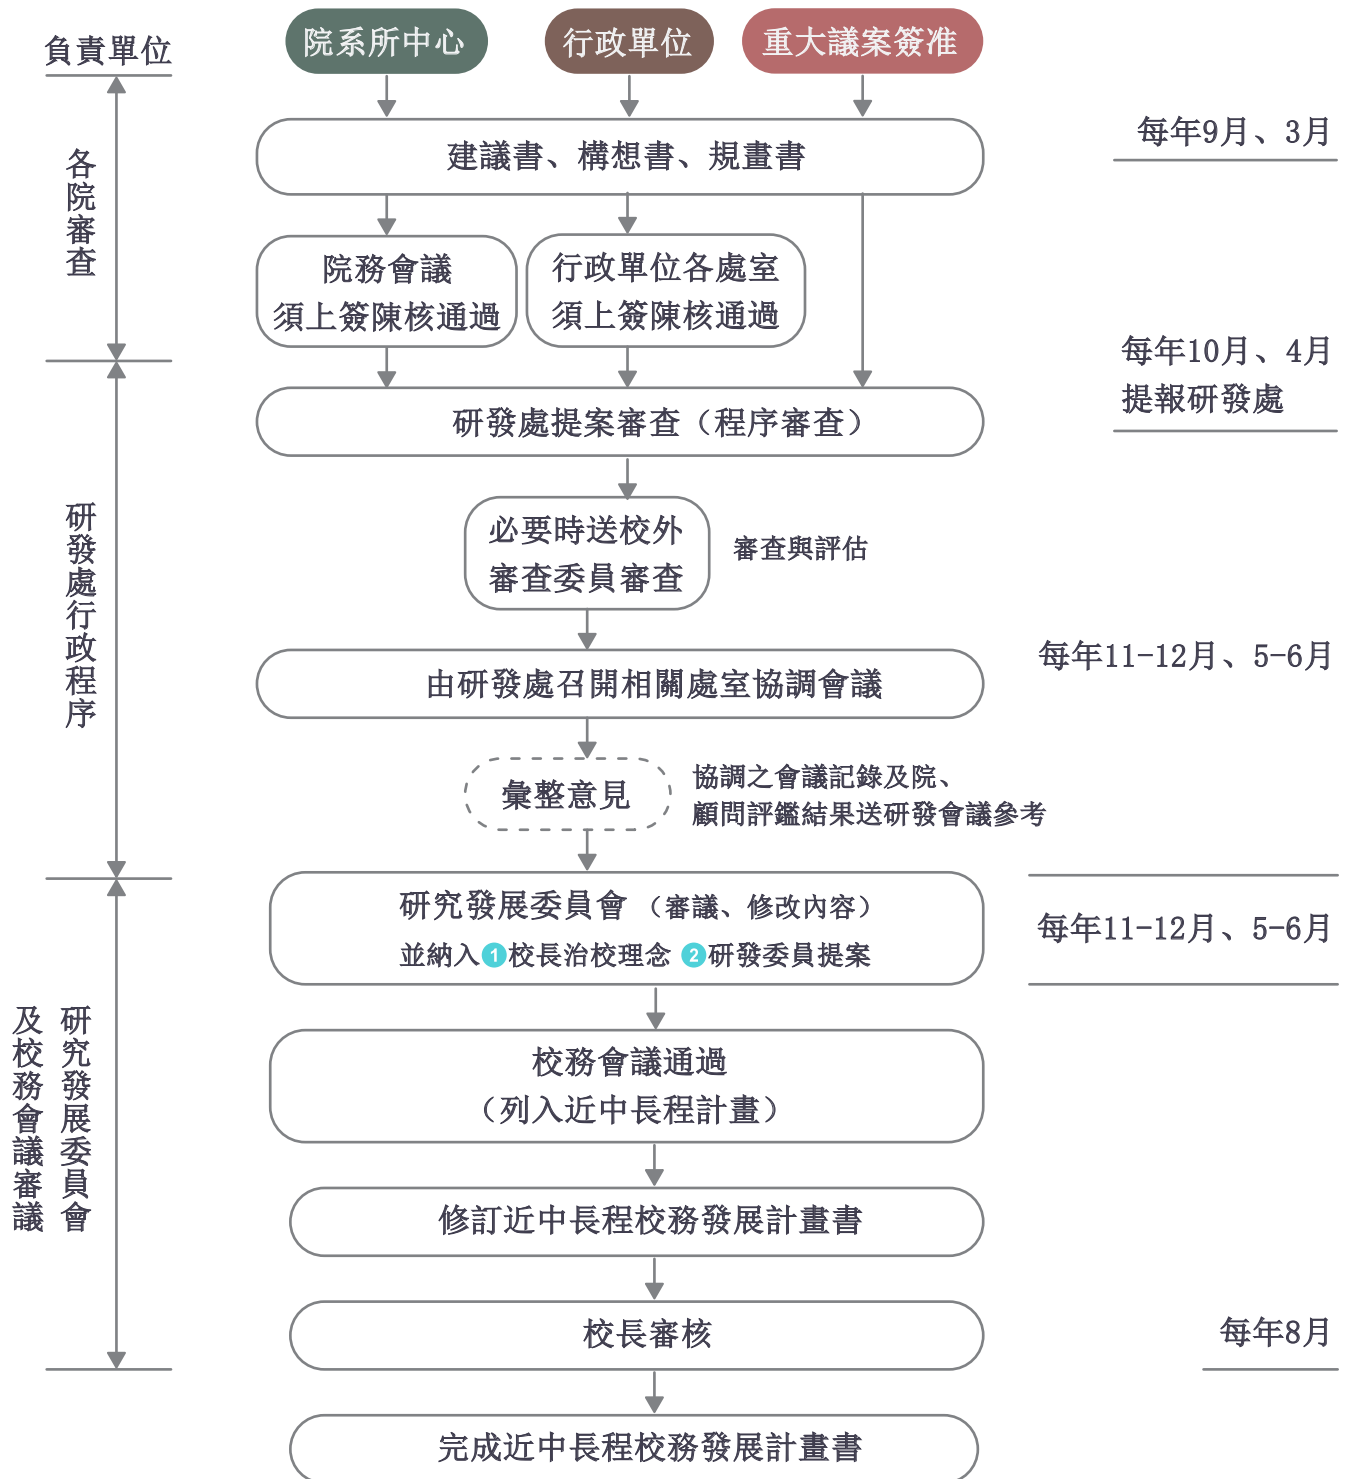 負責單位
院系所中心
行政單位
重大議案簽准
建議書、構想書、規畫書
每年9月、3月
各院審查
院務會議
須上簽陳核通過
行政單位各處室
須上簽陳核通過
每年10月、4月
提報研發處
研發處提案審查（程序審查）
研發處行政程序
必要時送校外
審查委員審查
審查與評估
由研發處召開相關處室協調會議
每年11-12月、5-6月
彙整意見
協調之會議記錄及院、
顧問評鑑結果送研發會議參考
研究發展委員會（審議、修改內容）
並納入1校長治校理念 2研發委員提案
每年11-12月、5-6月
研究發展委員會
及校務會議審議
校務會議通過
（列入近中長程計畫）
修訂近中長程校務發展計畫書
校長審核
每年8月
完成近中長程校務發展計畫書